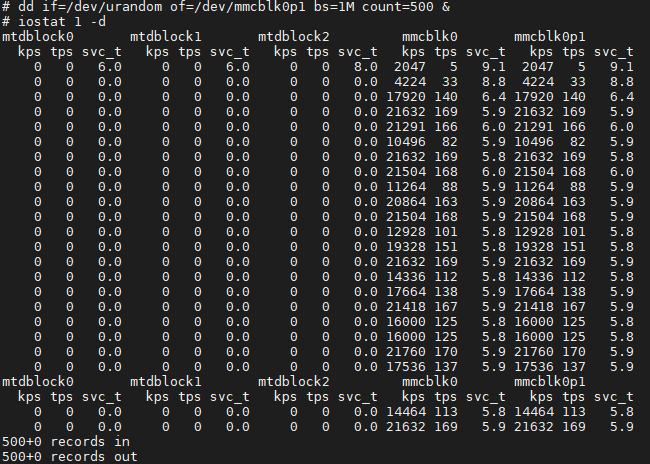 # dd if=/dev/urandom of=/dev/mmcblk0p1 bs=1M count=500 &
# iostat 1 -d
mtdblock0       mtdblock1       mtdblock2         mmcblk0       mmcblk0p1
  kps tps svc_t   kps tps svc_t   kps tps svc_t   kps tps svc_t   kps tps svc_t
    0   0   6.0     0   0   6.0     0   0   8.0  2047   5   9.1  2047   5   9.1
    0   0   0.0     0   0   0.0     0   0   0.0  4224  33   8.8  4224  33   8.8
    0   0   0.0     0   0   0.0     0   0   0.0 17920 140   6.4 17920 140   6.4
    0   0   0.0     0   0   0.0     0   0   0.0 21632 169   5.9 21632 169   5.9
    0   0   0.0     0   0   0.0     0   0   0.0 21291 166   6.0 21291 166   6.0
    0   0   0.0     0   0   0.0     0   0   0.0 10496  82   5.9 10496  82   5.9
    0   0   0.0     0   0   0.0     0   0   0.0 21632 169   5.8 21632 169   5.8
    0   0   0.0     0   0   0.0     0   0   0.0 21504 168   6.0 21504 168   6.0
    0   0   0.0     0   0   0.0     0   0   0.0 11264  88   5.9 11264  88   5.9
    0   0   0.0     0   0   0.0     0   0   0.0 20864 163   5.9 20864 163   5.9
    0   0   0.0     0   0   0.0     0   0   0.0 21504 168   5.9 21504 168   5.9
    0   0   0.0     0   0   0.0     0   0   0.0 12928 101   5.8 12928 101   5.8
    0   0   0.0     0   0   0.0     0   0   0.0 19328 151   5.8 19328 151   5.8
    0   0   0.0     0   0   0.0     0   0   0.0 21632 169   5.9 21632 169   5.9
    0   0   0.0     0   0   0.0     0   0   0.0 14336 112   5.8 14336 112   5.8
    0   0   0.0     0   0   0.0     0   0   0.0 17664 138   5.9 17664 138   5.9
    0   0   0.0     0   0   0.0     0   0   0.0 21418 167   5.9 21418 167   5.9
    0   0   0.0     0   0   0.0     0   0   0.0 16000 125   5.8 16000 125   5.8
    0   0   0.0     0   0   0.0     0   0   0.0 16000 125   5.8 16000 125   5.8
    0   0   0.0     0   0   0.0     0   0   0.0 21760 170   5.9 21760 170   5.9
    0   0   0.0     0   0   0.0     0   0   0.0 17536 137   5.9 17536 137   5.9
mtdblock0       mtdblock1       mtdblock2         mmcblk0       mmcblk0p1
  kps tps svc_t   kps tps svc_t   kps tps svc_t   kps tps svc_t   kps tps svc_t
    0   0   0.0     0   0   0.0     0   0   0.0 14464 113   5.8 14464 113   5.8
    0   0   0.0     0   0   0.0     0   0   0.0 21632 169   5.9 21632 169   5.9
500+0 records in
500+0 records out